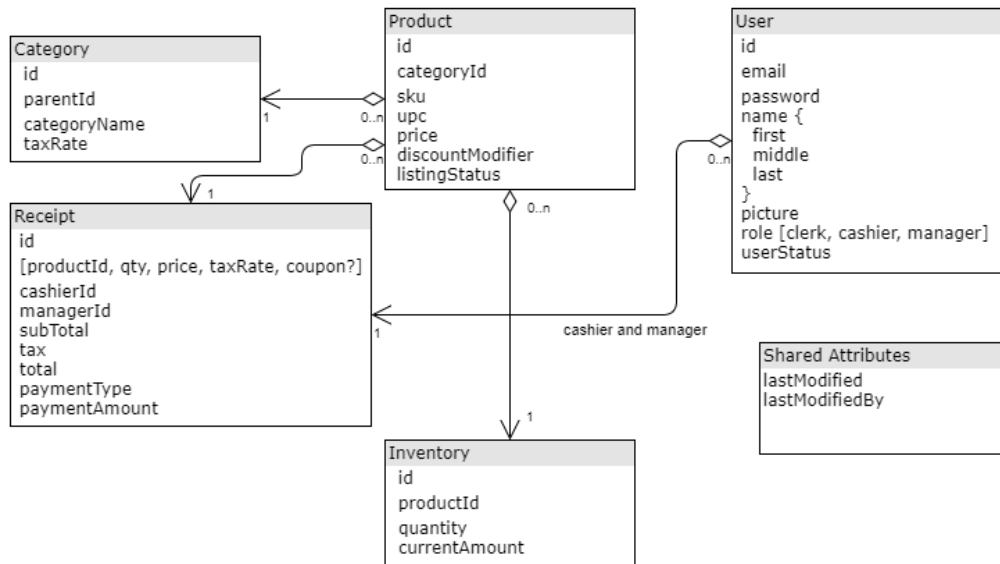 Category
id
parentId
categoryName
taxRate
1
0..n
0..n
1
Product
id
categoryId
sku
upc
price
discountModifier
listingStatus
0..n
User
id
email
password
name {
first
middle
last
}
picture
role [clerk, cashier, manager]
userStatus
0..n
Receipt
id
[productId, qty, price, taxRate, coupon?]
cashierId
managerId
subTotal
tax
total
paymentType
paymentAmount
1
cashier and manager
Shared Attributes
lastModified
lastModifiedBy
1
Inventory
id
productId
quantity
currentAmount